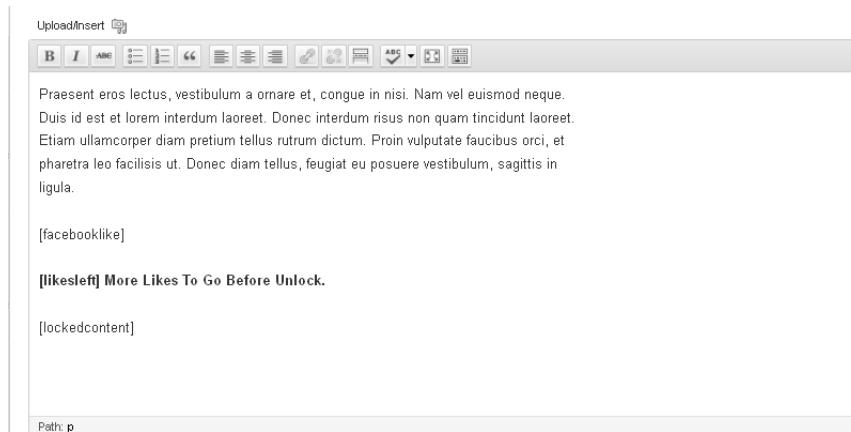 Upload/Insert
B I ABC ABC
Praesent eros lectus, vestibulum a ornare et, congue in nisi. Nam vel euismod neque.
Duis id est et lorem interdum laoreet. Donec interdum risus non quam tincidunt laoreet.
Etiam ullamcorper diam pretium tellus rutrum dictum. Proin vulputate faucibus orci, et
pharetra leo facilisis ut. Donec diam tellus, feugiat eu posuere vestibulum, sagittis in
ligula.
[facebooklike]
[likesleft] More Likes To Go Before Unlock.
[lockedcontent]
Path: p